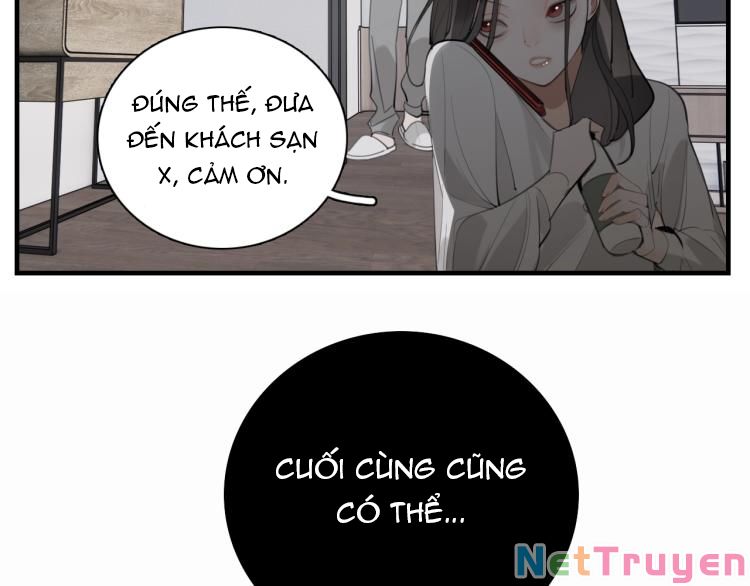 ĐÚNG THẾ, ĐƯA
ĐẾN KHÁCH SẠN
X, CẢM ƠN.
CUỐI CÙNG CŨNG
CÓ THỂ...
NetTruyen